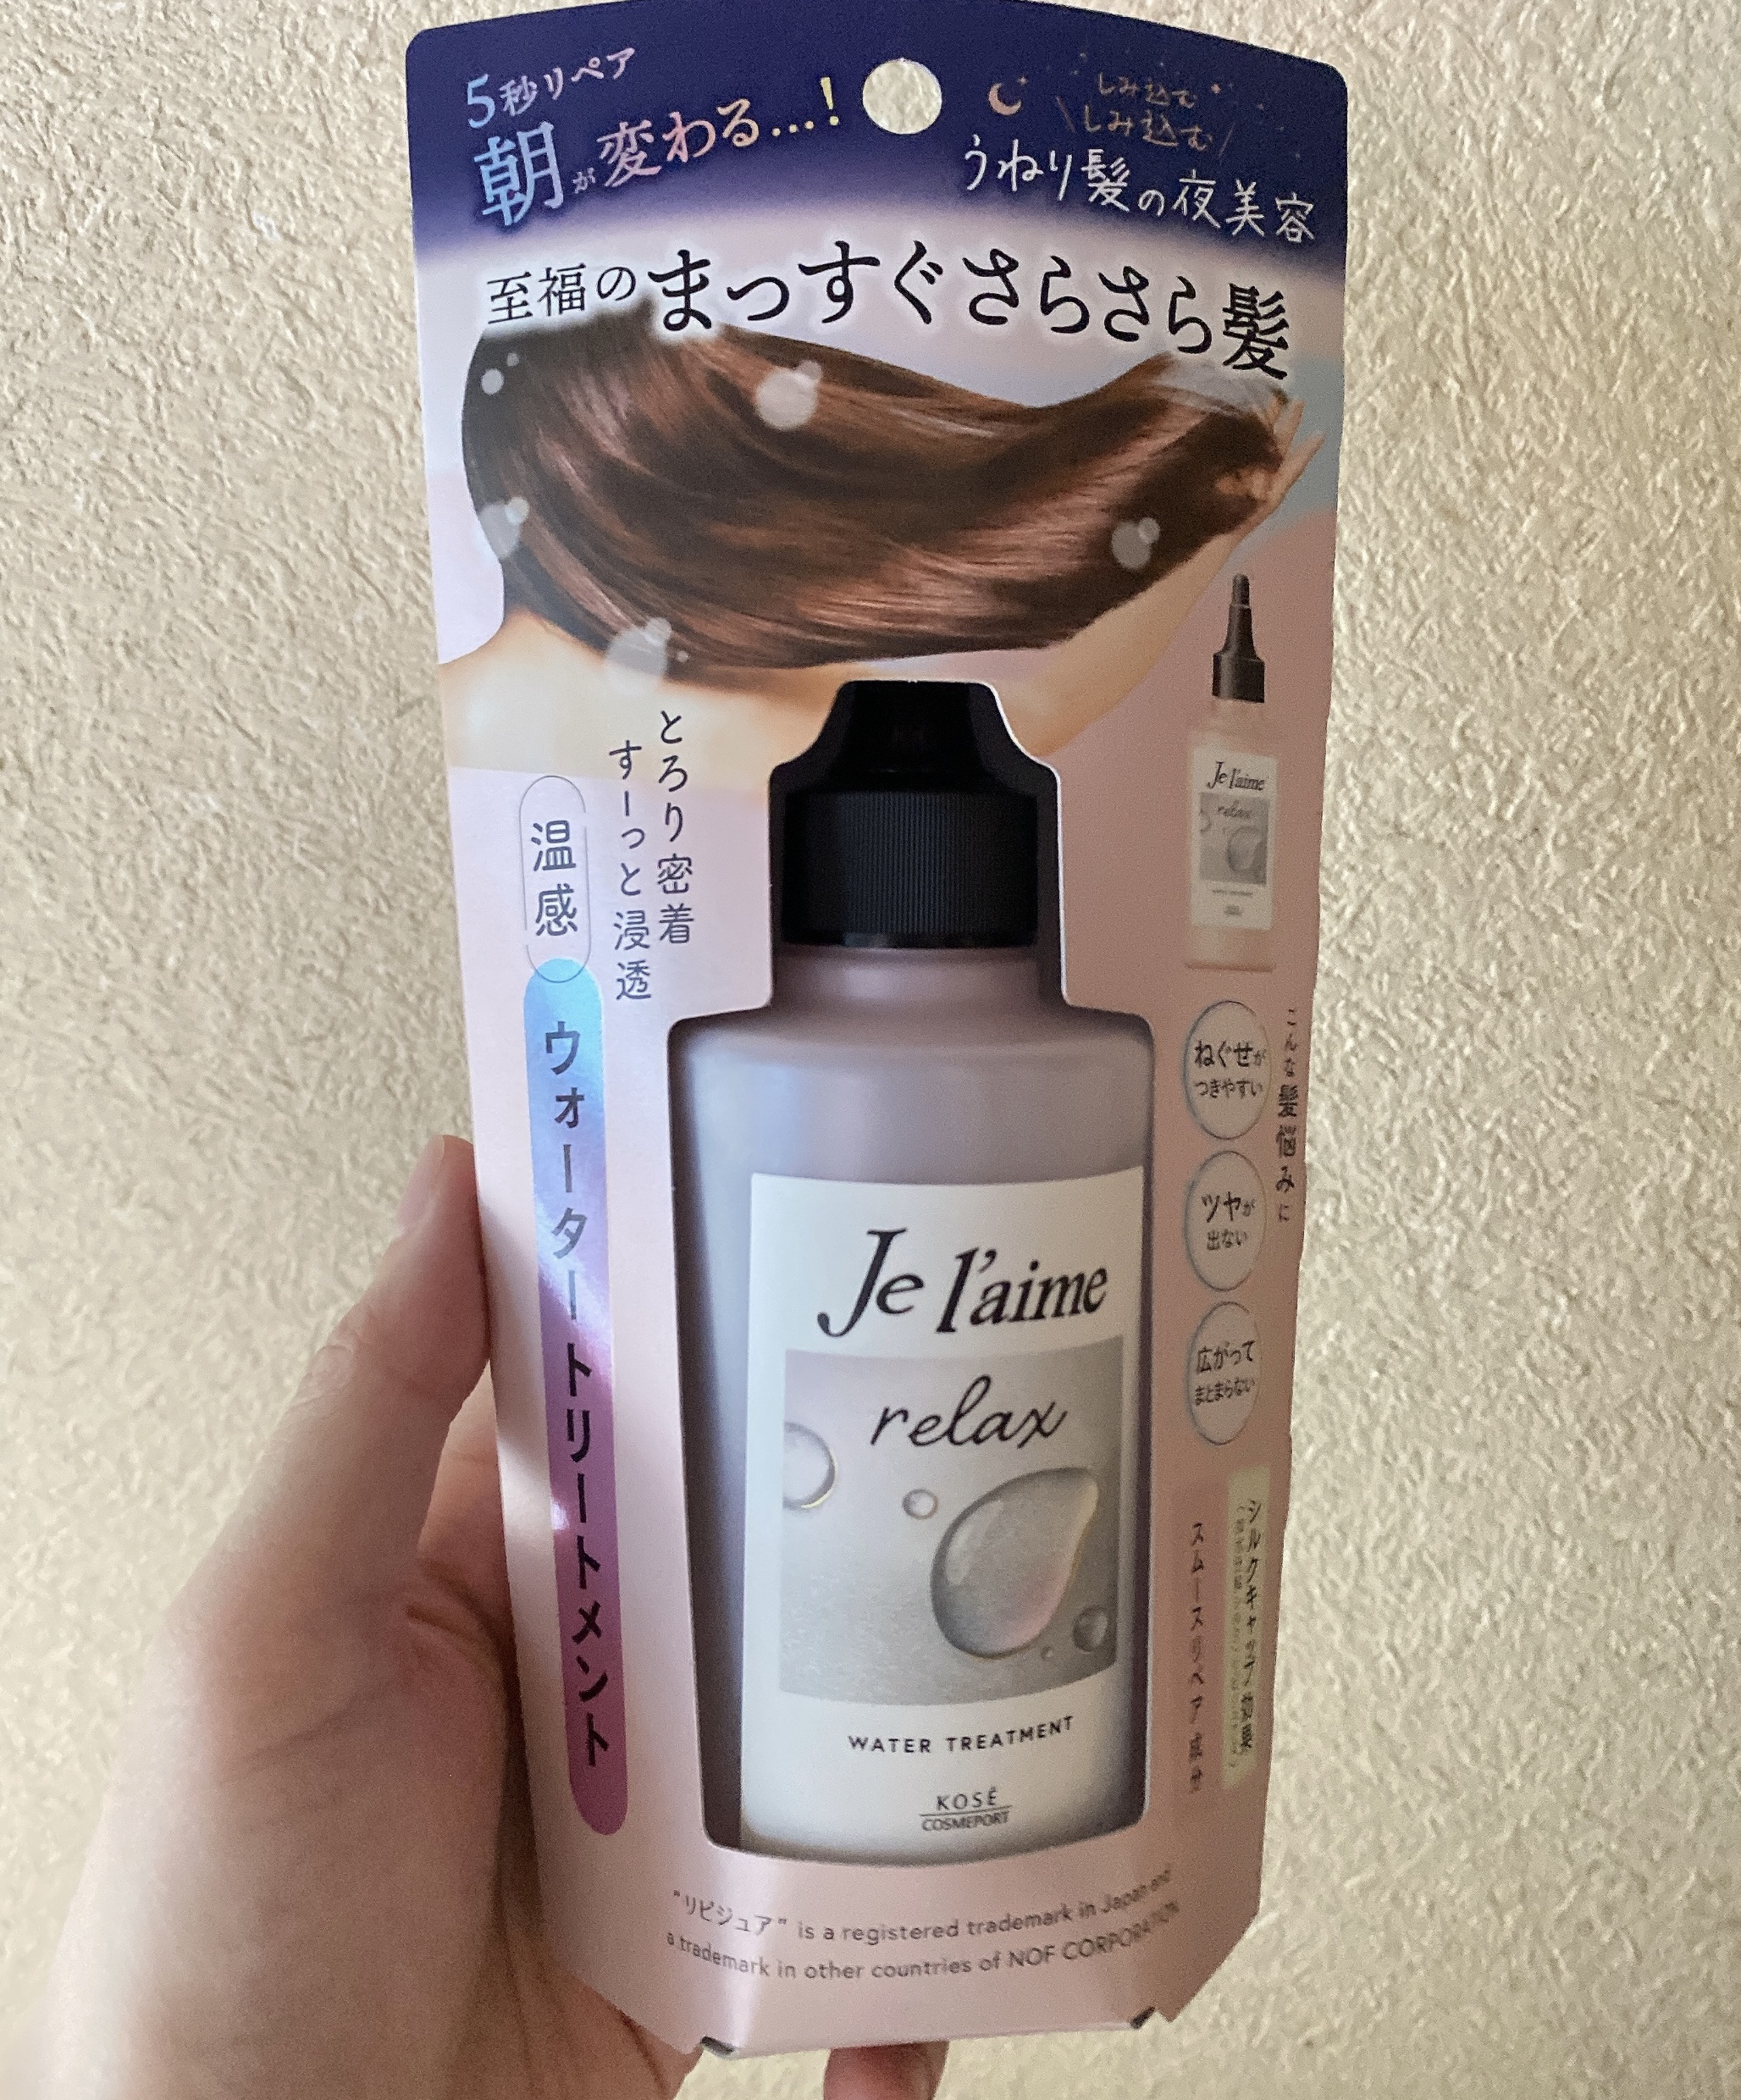 5秒リペア
朝が変わる…!
しみ込む
\しみ込む/
うねり髪の夜美容
至福のまっすぐさらさら髪
とろり密着
すーっと浸透
温感
ウォータートリートメント
Je l'aime
relax
こんな髪悩みに
ねぐせが
つきやすい
ツヤが
出ない
広がって
まとまらない
シルクキャップ効果
スムースリペア成分
Je l'aime
relax
WATER TREATMENT
KOSÉ
COSMEPORT
"リピジュア" is a registered trademark in Japan and
a trademark in other countries of NOF CORPORATION